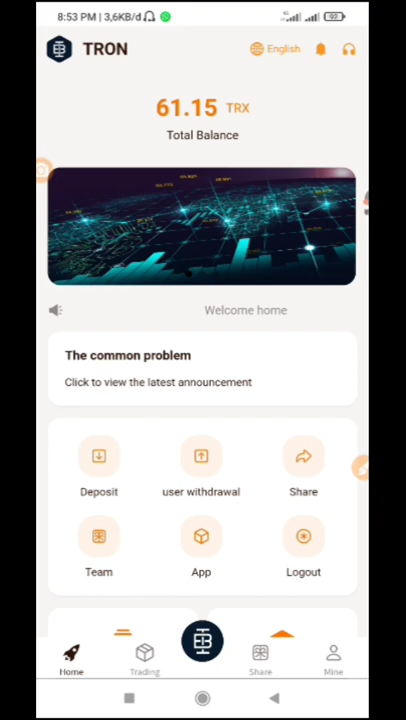 8:53 PM | 3,6KB/d
TRON
English
61.15 TRX
Total Balance
Welcome home
The common problem
Click to view the latest announcement
Deposit
user withdrawal
Share
Team
App
Logout
Home
Trading
Share
Mine